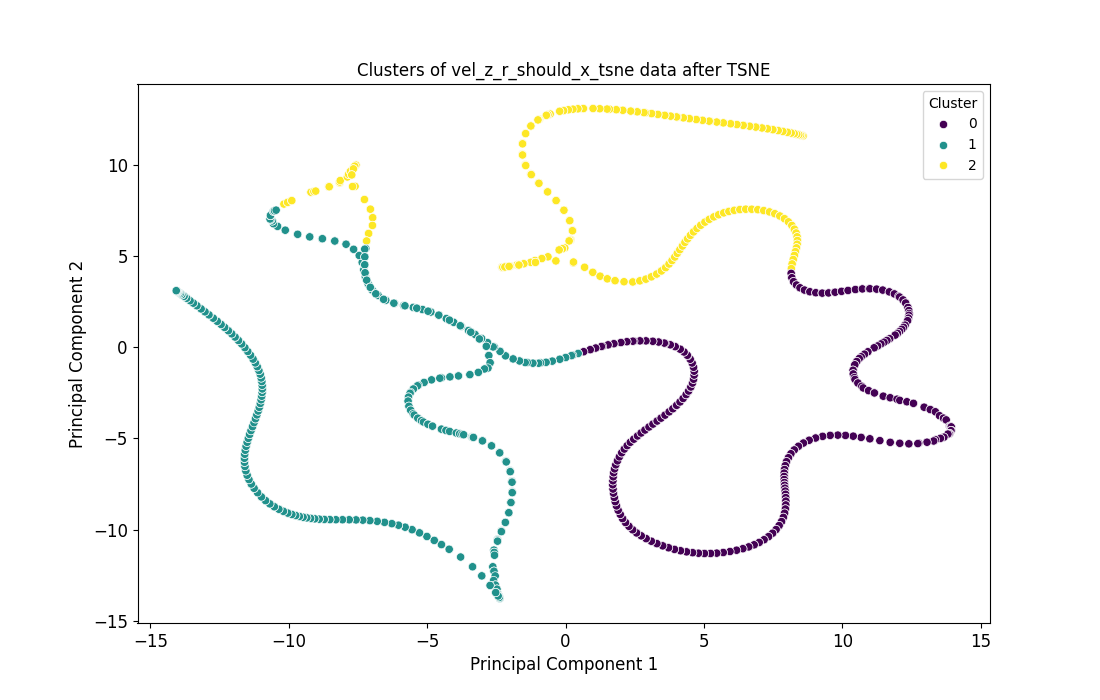 Clusters of vel_z_r_should_x_tsne data after TSNE
Cluster
0
1
2
10
5
0
−5
−10
−15
Principal Component 2
−15 −10 −5 0 5 10 15
Principal Component 1